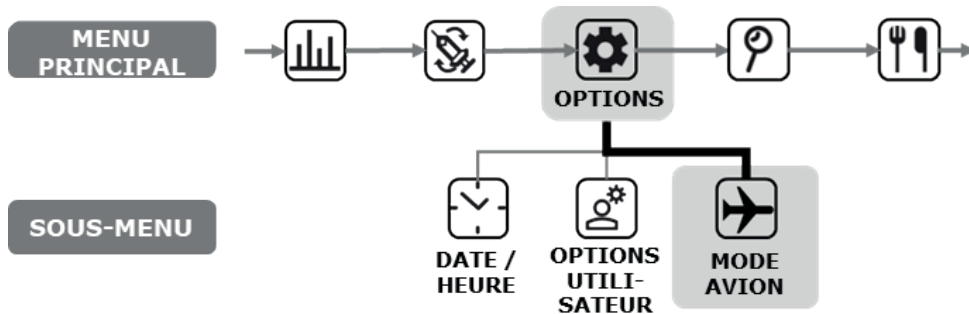 MENU
PRINCIPAL
OPTIONS
SOUS-MENU
DATE /
HEURE
OPTIONS
UTILI-
SATEUR
MODE
AVION